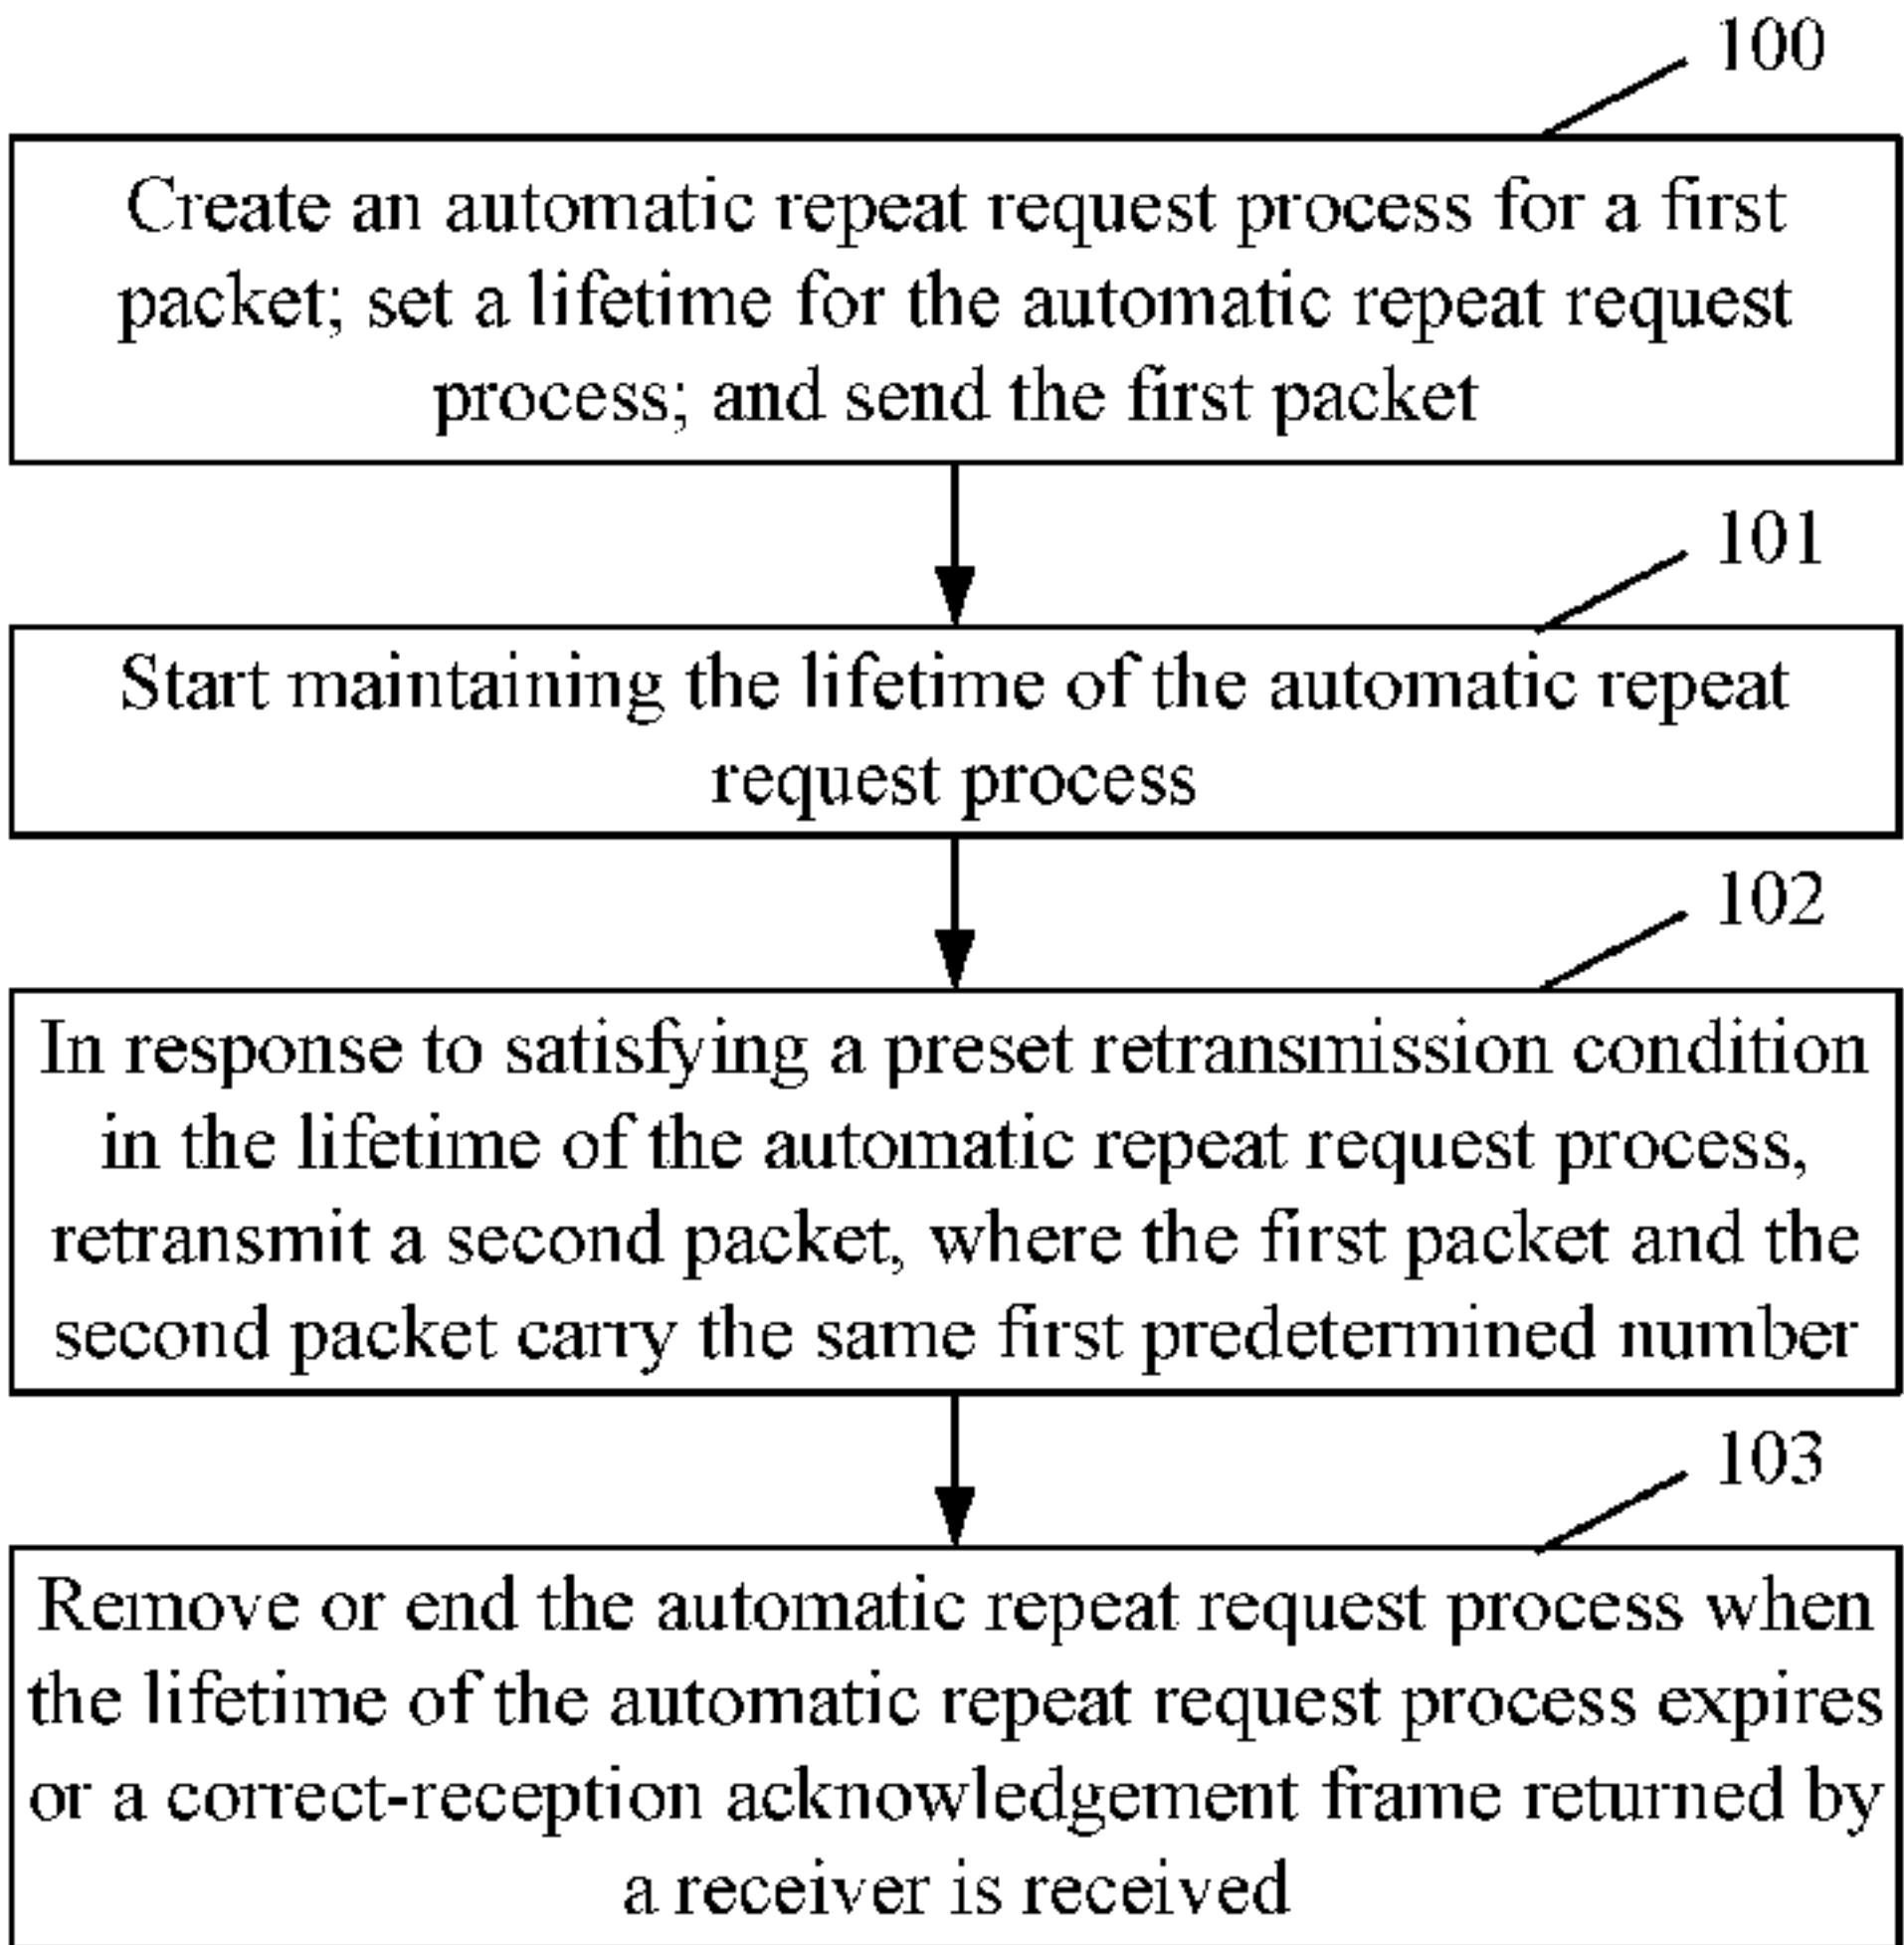 100
Create an automatic repeat request process for a first
packet; set a lifetime for the automatic repeat request
process; and send the first packet
101
Start maintaining the lifetime of the automatic repeat
request process
102
In response to satisfying a preset retransmission condition
in the lifetime of the automatic repeat request process,
retransmit a second packet, where the first packet and the
second packet carry the same first predetermined number
103
Remove or end the automatic repeat request process when
the lifetime of the automatic repeat request process expires
or a correct-reception acknowledgement frame returned by
a receiver is received